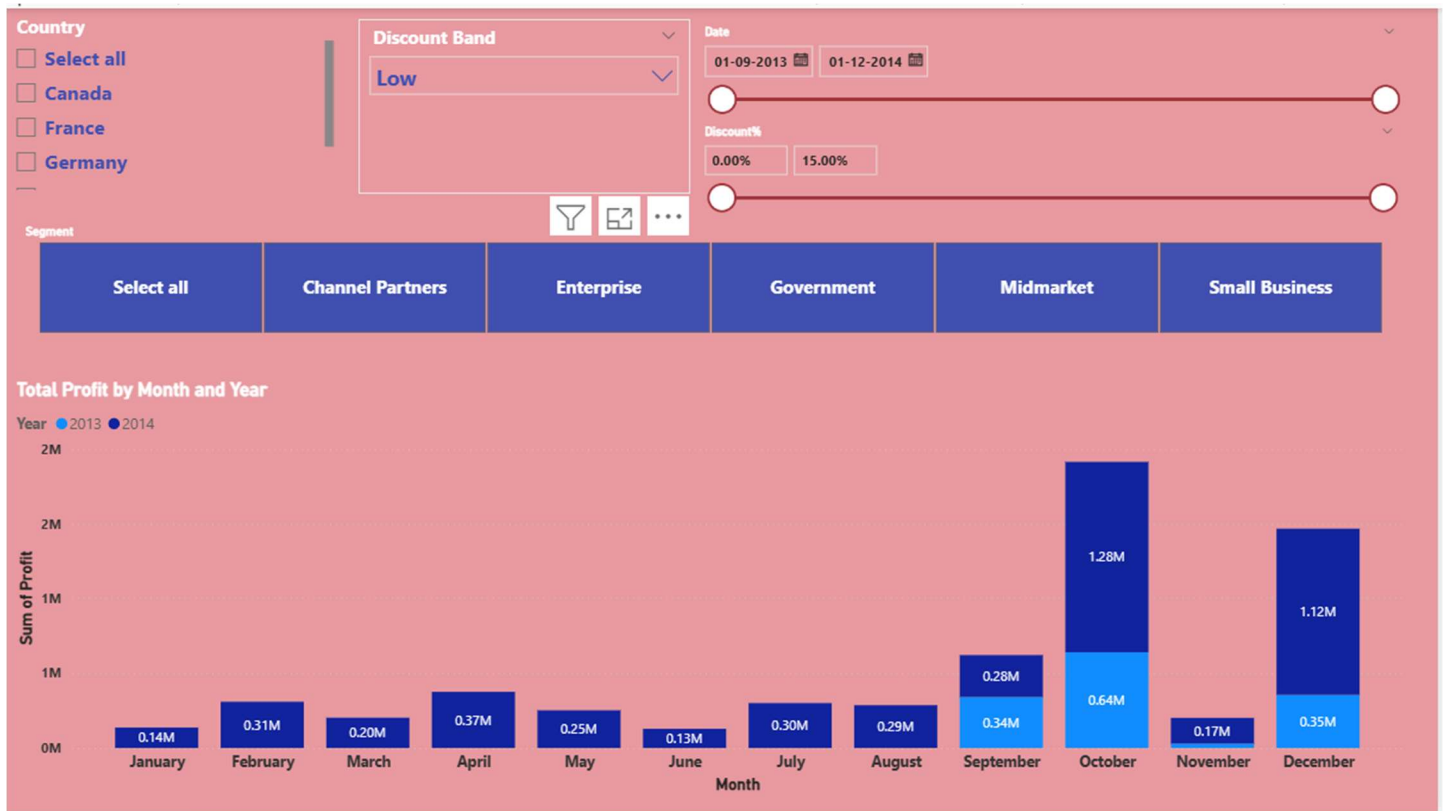 Country
Select all
Canada
France
Germany
Discount Band
Low
Date
01-09-2013 01-12-2014
Discount%
0.00% 15.00%
Segment
Select all Channel Partners Enterprise Government Midmarket Small Business
Total Profit by Month and Year
Year 2013 2014
Sum of Profit
2M
2M
1M
1M
0M
0.14M 0.31M 0.20M 0.37M 0.25M 0.13M 0.30M 0.29M 0.28M 0.34M 1.28M 0.64M 0.17M 1.12M 0.35M
January February March April May June July August September October November December
Month